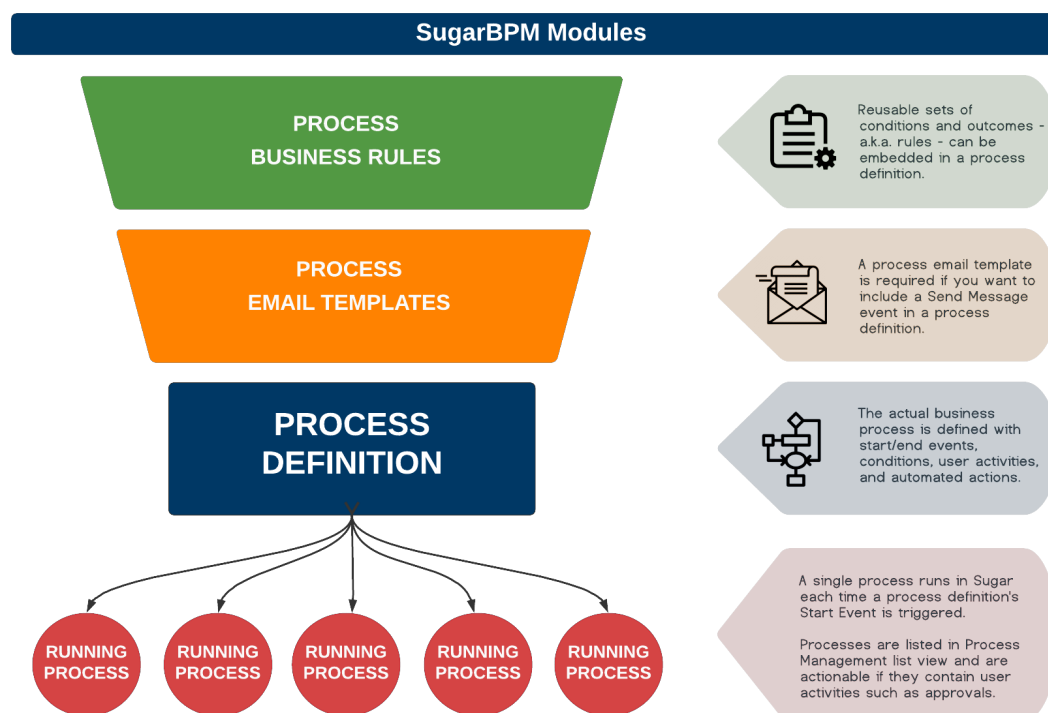 SugarBPM Modules
PROCESS
BUSINESS RULES
Reusable sets of
conditions and outcomes -
a.k.a. rules - can be
embedded in a process
definition.
PROCESS
EMAIL TEMPLATES
A process email template
is required if you want to
include a Send Message
event in a process
definition.
PROCESS
DEFINITION
The actual business
process is defined with
start/end events,
conditions, user activities,
and automated actions.
RUNNING
PROCESS
RUNNING
PROCESS
RUNNING
PROCESS
RUNNING
PROCESS
RUNNING
PROCESS
A single process runs in Sugar
each time a process definition's
Start Event is triggered.
Processes are listed in Process
Management list view and are
actionable if they contain user
activities such as approvals.